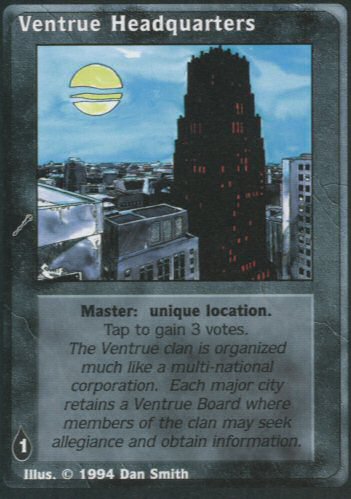 Ventrue Headquarters
Master: unique location.
Tap to gain 3 votes.
The Ventrue clan is organized
much like a multi-national
corporation. Each major city
retains a Ventrue Board where
members of the clan may seek
allegiance and obtain information.
1
Illus. © 1994 Dan Smith